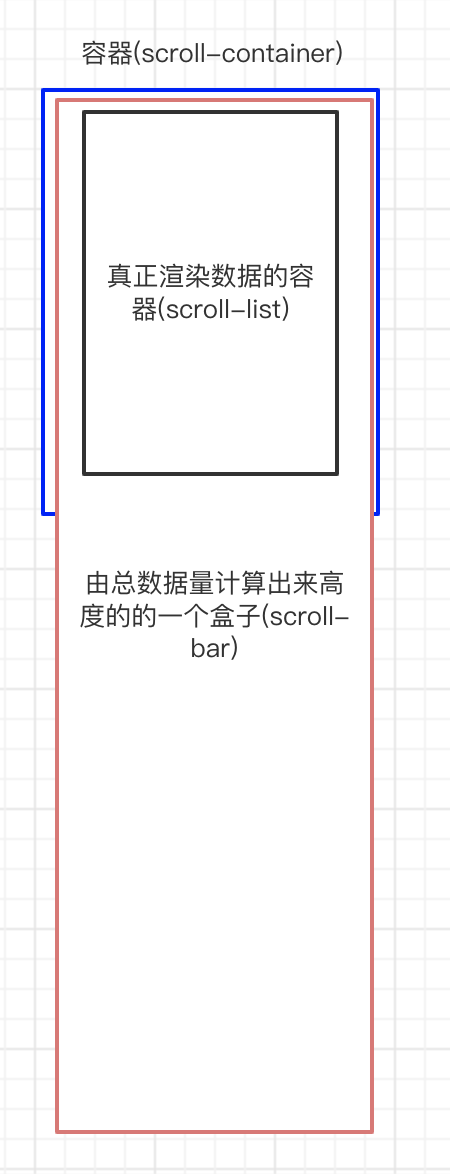 容器(scroll-container)
真正渲染数据的容
器(scroll-list)
由总数据量计算出来高
度的的一个盒子(scroll-
bar)